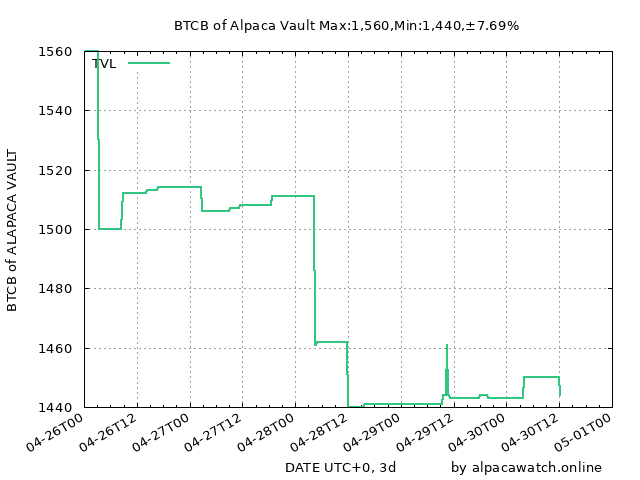 BTCB of Alpaca Vault Max:1,560,Min:1,440,±7.69%
TVL
BTCB of ALAPACA VAULT
1560
1540
1520
1500
1480
1460
1440
04-26T00
04-26T12
04-27T00
04-27T12
04-28T00
04-28T12
04-29T00
04-29T12
04-30T00
04-30T12
05-01T00
DATE UTC+0, 3d
by alpacawatch.online